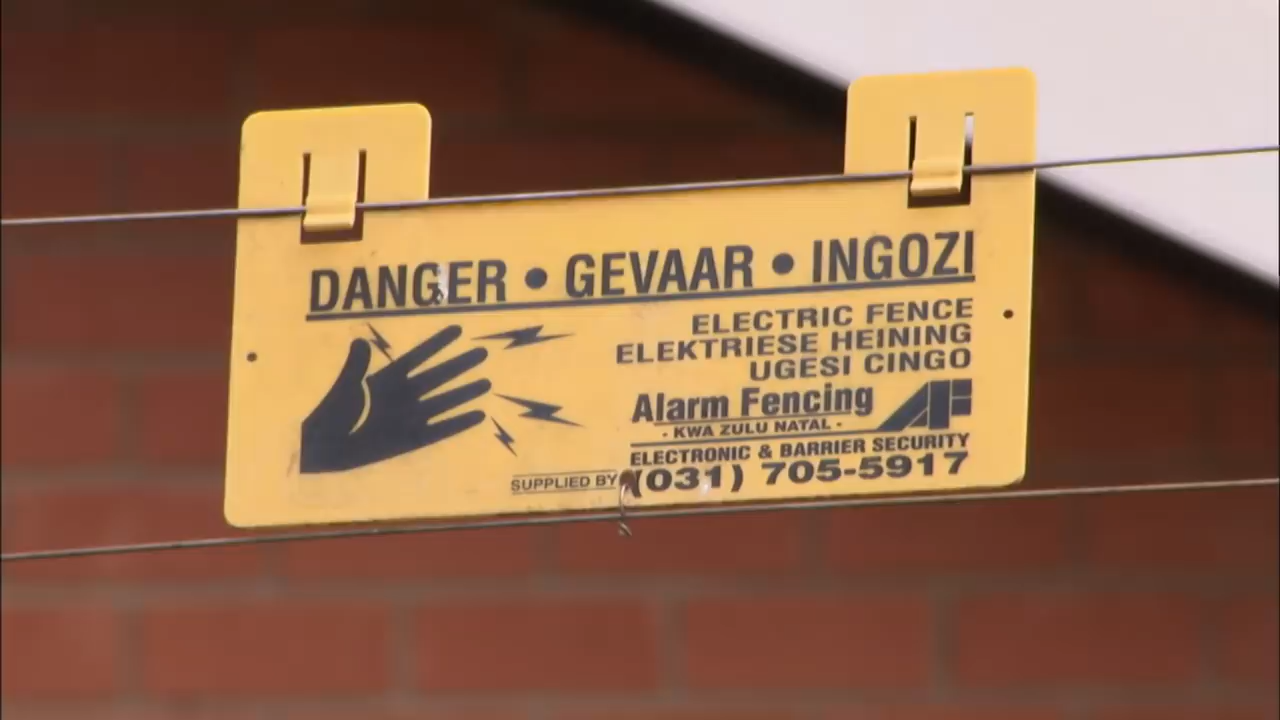 DANGER • GEVAAR • INGOZI
ELECTRIC FENCE
ELEKTRIESE HEINING
UGESI CINGO
Alarm Fencing AF
- KWA ZULU NATAL -
ELECTRONIC & BARRIER SECURITY
SUPPLIED BY (031) 705-5917